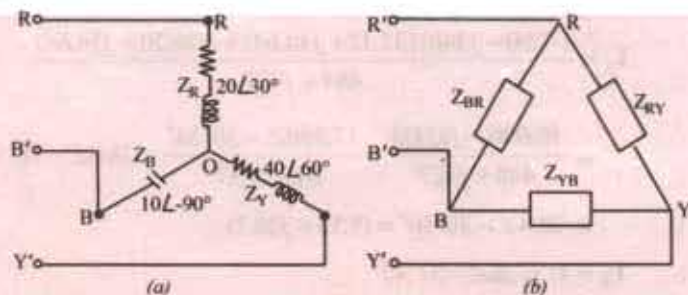 R' R
Z_R 20∠30°
B' Z_B O 40∠60°
Z_Y
B 10∠-90°
Y'
(a)
R' R
Z_BR Z_RY
B' Z_YB
B Y
Y'
(b)